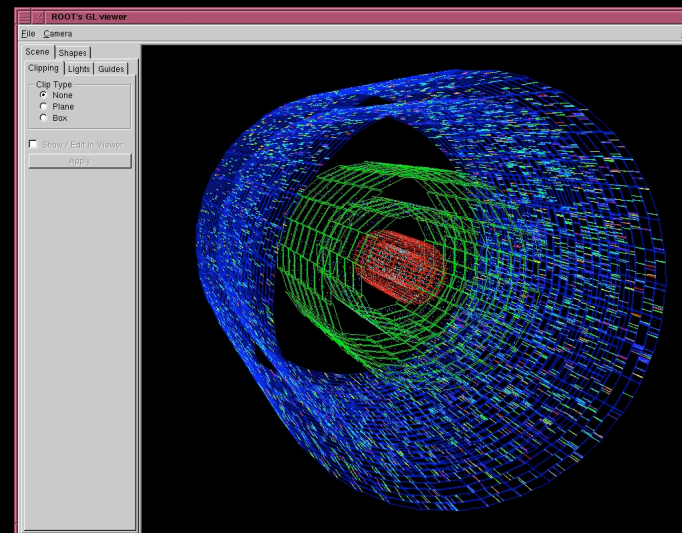 ROOT's GL viewer
File Camera
Scene Shapes
Clipping Lights Guides
Clip Type
None
Plane
Box
Show / Edit In Viewer
Apply